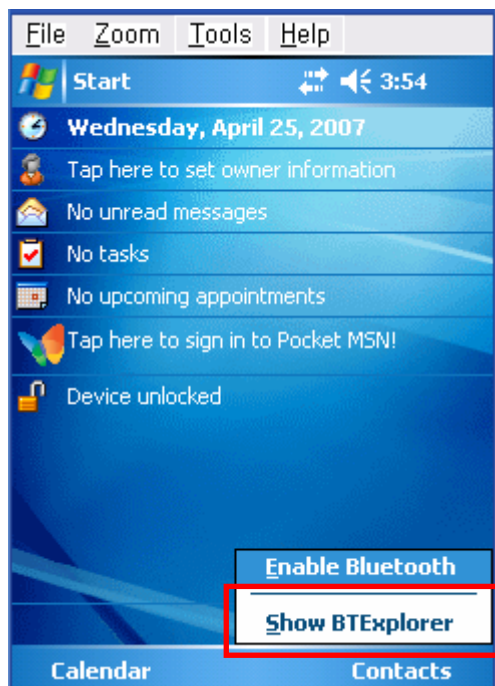 File Zoom Tools Help
Start 3:54
Wednesday, April 25, 2007
Tap here to set owner information
No unread messages
No tasks
No upcoming appointments
Tap here to sign in to Pocket MSN!
Device unlocked
Enable Bluetooth
Show BTExplorer
Calendar Contacts